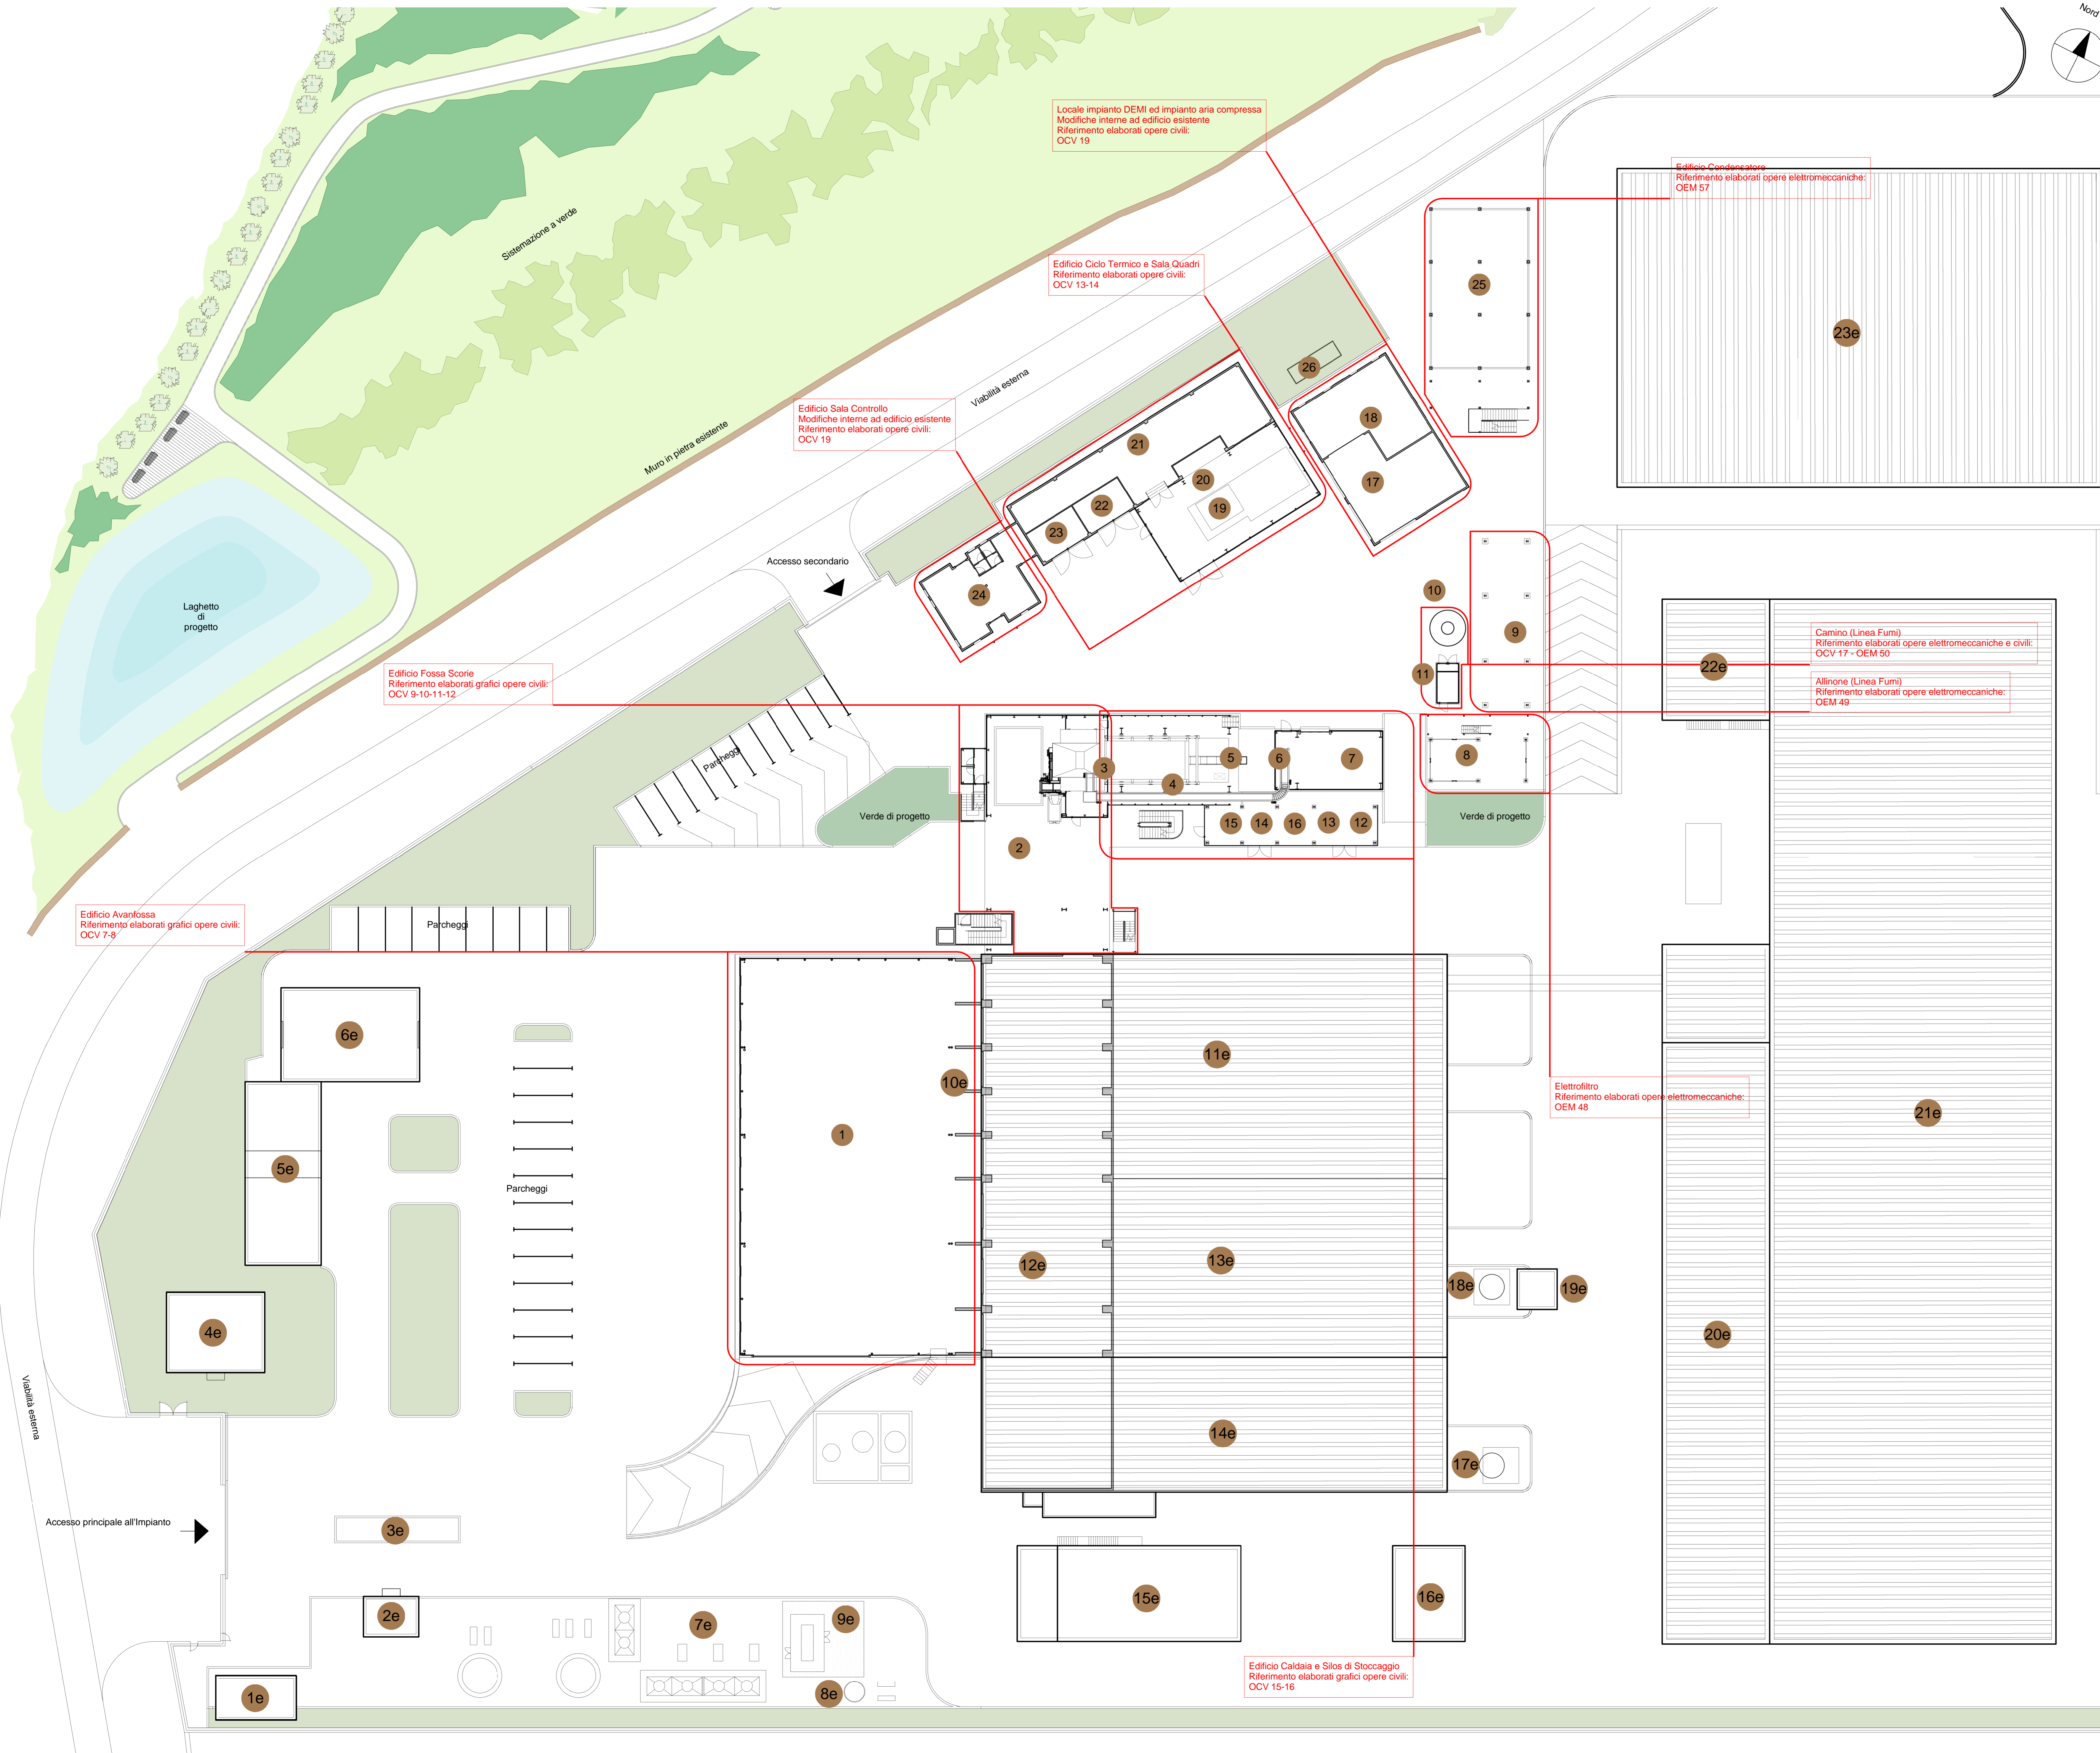 Nord
Locale impianto DEMI ed impianto aria compressa
Modifiche interne ad edificio esistente
Riferimento elaborati opere civili:
OCV 19
Edificio Condensatore
Riferimento elaborati opere elettromeccaniche:
OEM 57
Sistemazione a verde
Edificio Ciclo Termico e Sala Quadri
Riferimento elaborati opere civili:
OCV 13-14
25
23e
26
Viabilità esterna
Edificio Sala Controllo
Modifiche interne ad edificio esistente
Riferimento elaborati opere civili:
OCV 19
18
21
Muro in pietra esistente
20
17
22
19
23
Accesso secondario
24
10
Laghetto
di
progetto
9
Camino (Linea Fumi)
Riferimento elaborati opere elettromeccaniche e civili:
OCV 17 - OEM 50
22e
Edificio Fossa Scorie
Riferimento elaborati grafici opere civili:
OCV 9-10-11-12
11
Allinone (Linea Fumi)
Riferimento elaborati opere elettromeccaniche:
OEM 49
Parcheggi
3
5
6
7
8
4
Verde di progetto
15
14
16
13
12
Verde di progetto
2
Edificio Avanfossa
Riferimento elaborati grafici opere civili:
OCV 7-8
Parcheggi
6e
11e
10e
Elettrofiltro
Riferimento elaborati opere elettromeccaniche:
OEM 48
21e
1
5e
Parcheggi
12e
13e
18e
19e
4e
20e
Viabilità esterna
14e
17e
Accesso principale all'Impianto
3e
2e
7e
9e
15e
16e
1e
8e
Edificio Caldaia e Silos di Stoccaggio
Riferimento elaborati grafici opere civili:
OCV 15-16